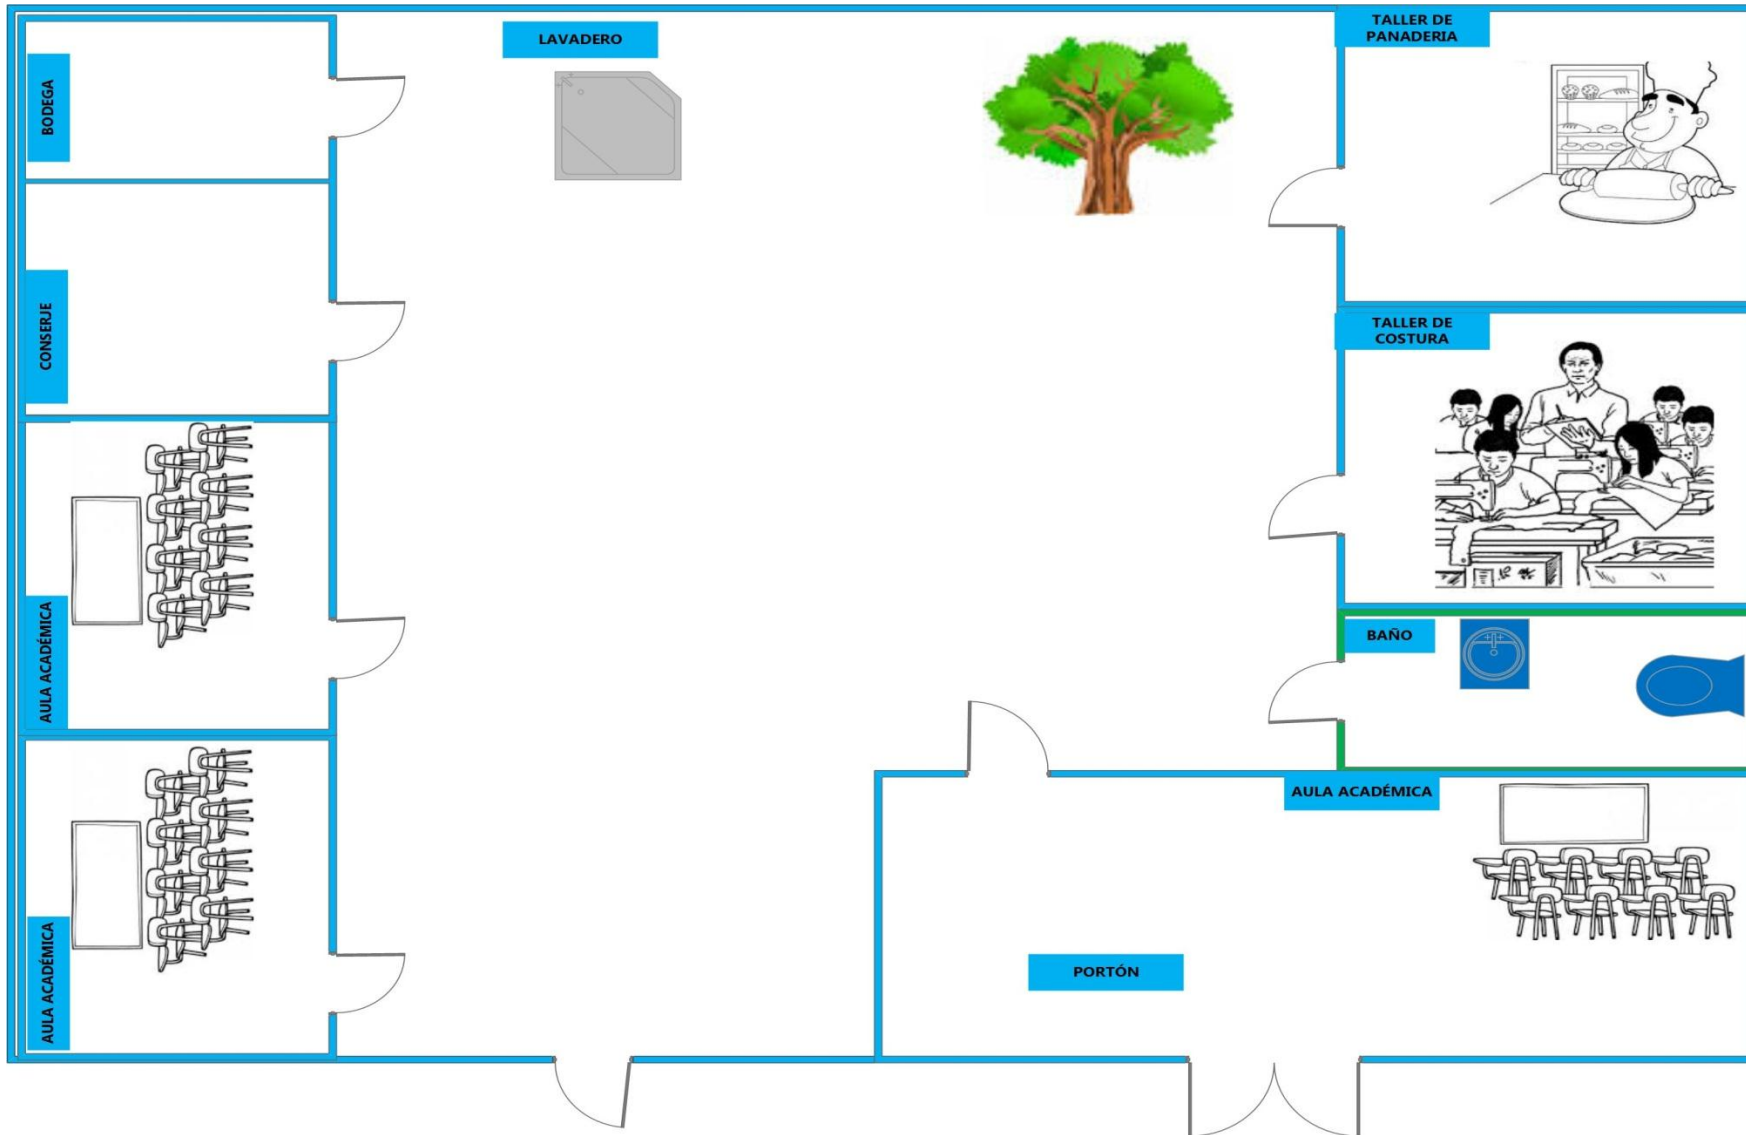 LAVADERO
TALLER DE
PANADERIA
BODEGA
CONSERJE
TALLER DE
COSTURA
BAÑO
AULA ACADÉMICA
AULA ACADÉMICA
AULA ACADÉMICA
PORTÓN